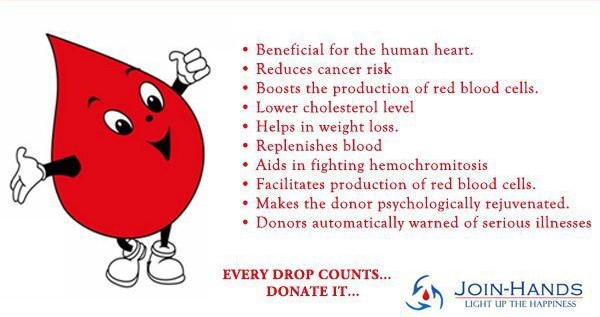 • Beneficial for the human heart.
• Reduces cancer risk
• Boosts the production of red blood cells.
• Lower cholesterol level
• Helps in weight loss.
• Replenishes blood
• Aids in fighting hemochromitosis
• Facilitates production of red blood cells.
• Makes the donor psychologically rejuvenated.
• Donors automatically warned of serious illnesses
EVERY DROP COUNTS...
DONATE IT...
JOIN-HANDS
LIGHT UP THE HAPPINESS